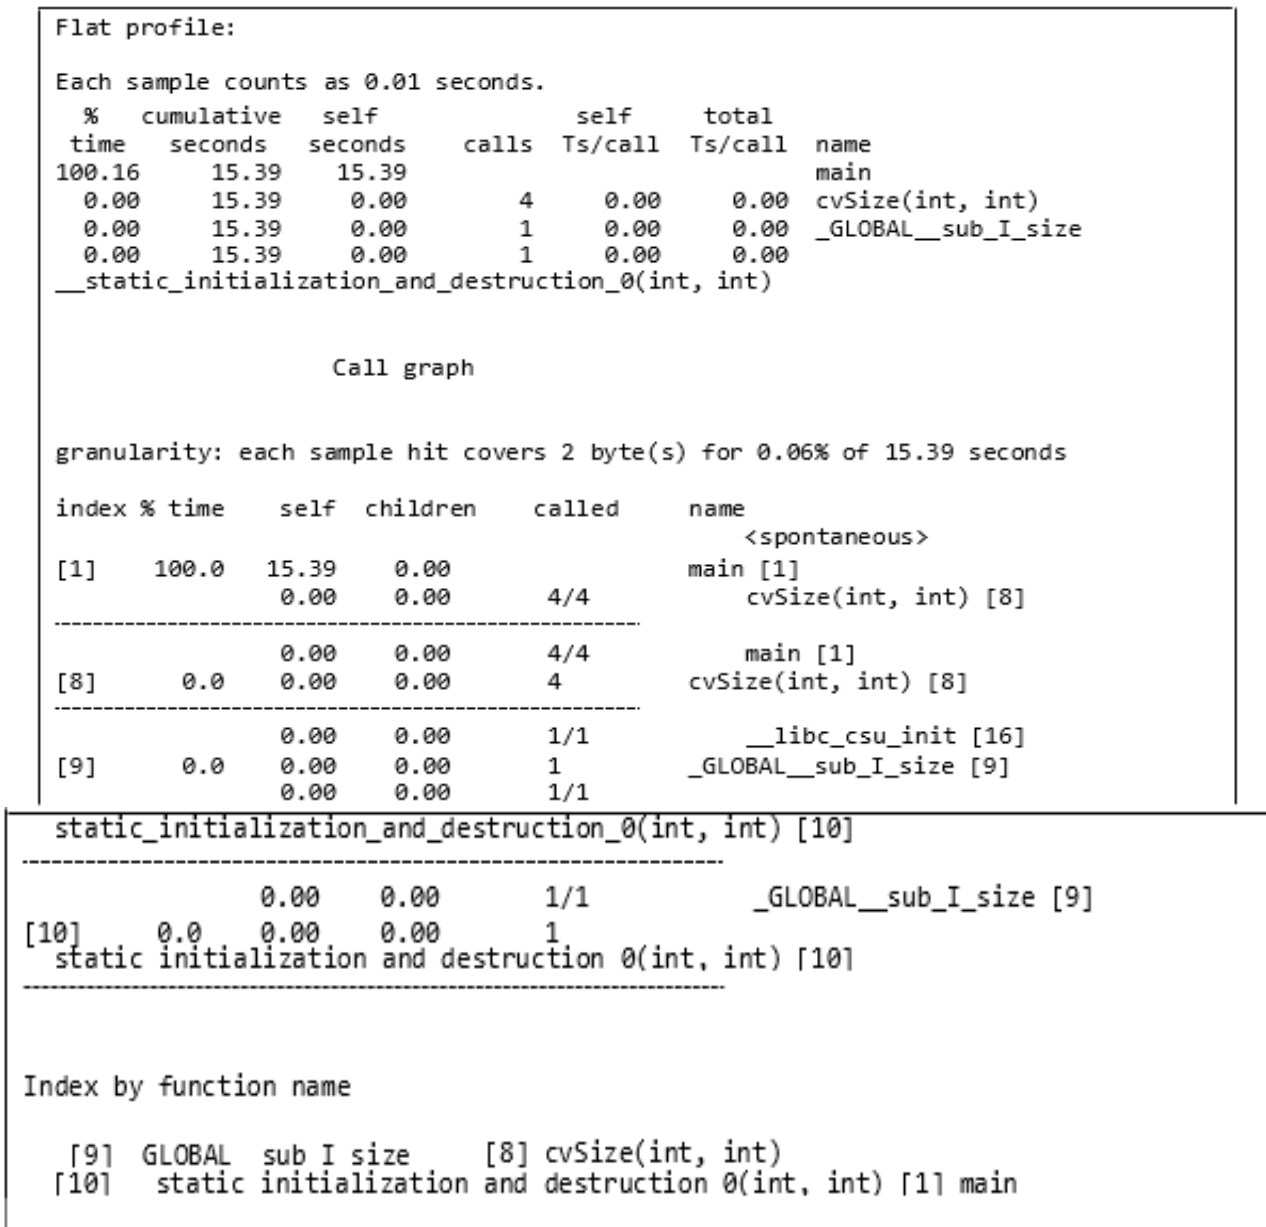 Flat profile:
Each sample counts as 0.01 seconds.
% cumulative self self total
time seconds seconds calls Ts/call Ts/call name
100.16 15.39 15.39 main
0.00 15.39 0.00 4 0.00 0.00 cvSize(int, int)
0.00 15.39 0.00 1 0.00 0.00 _GLOBAL__sub_I_size
0.00 15.39 0.00 1 0.00 0.00
__static_initialization_and_destruction_0(int, int)
Call graph
granularity: each sample hit covers 2 byte(s) for 0.06% of 15.39 seconds
index % time self children called name
<spontaneous>
[1] 100.0 15.39 0.00 main [1]
0.00 0.00 4/4 cvSize(int, int) [8]
-----------------------------------------------
0.00 0.00 4/4 main [1]
[8] 0.0 0.00 0.00 4 cvSize(int, int) [8]
-----------------------------------------------
0.00 0.00 1/1 __libc_csu_init [16]
[9] 0.0 0.00 0.00 1 _GLOBAL__sub_I_size [9]
0.00 0.00 1/1
static_initialization_and_destruction_0(int, int) [10]
-----------------------------------------------
0.00 0.00 1/1 _GLOBAL__sub_I_size [9]
[10] 0.0 0.00 0.00 1
static initialization and destruction 0(int, int) [10]
-----------------------------------------------
Index by function name
[9] GLOBAL sub I size [8] cvSize(int, int)
[10] static initialization and destruction 0(int, int) [1] main